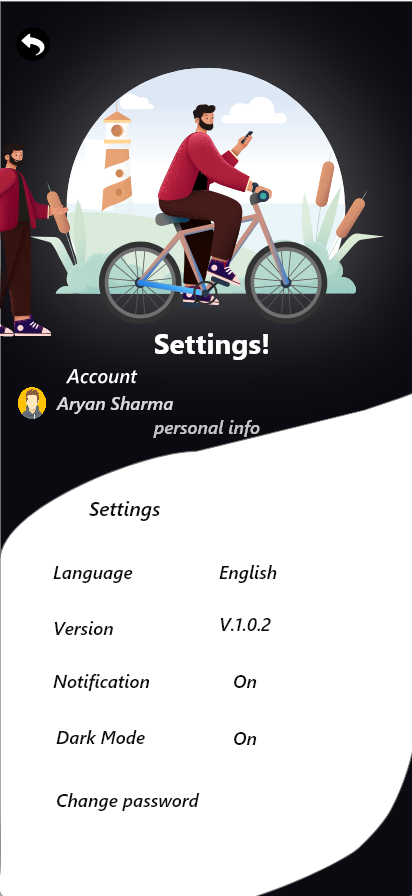 Settings!
Account
Aryan Sharma
personal info
Settings
Language English
Version V.1.0.2
Notification On
Dark Mode On
Change password